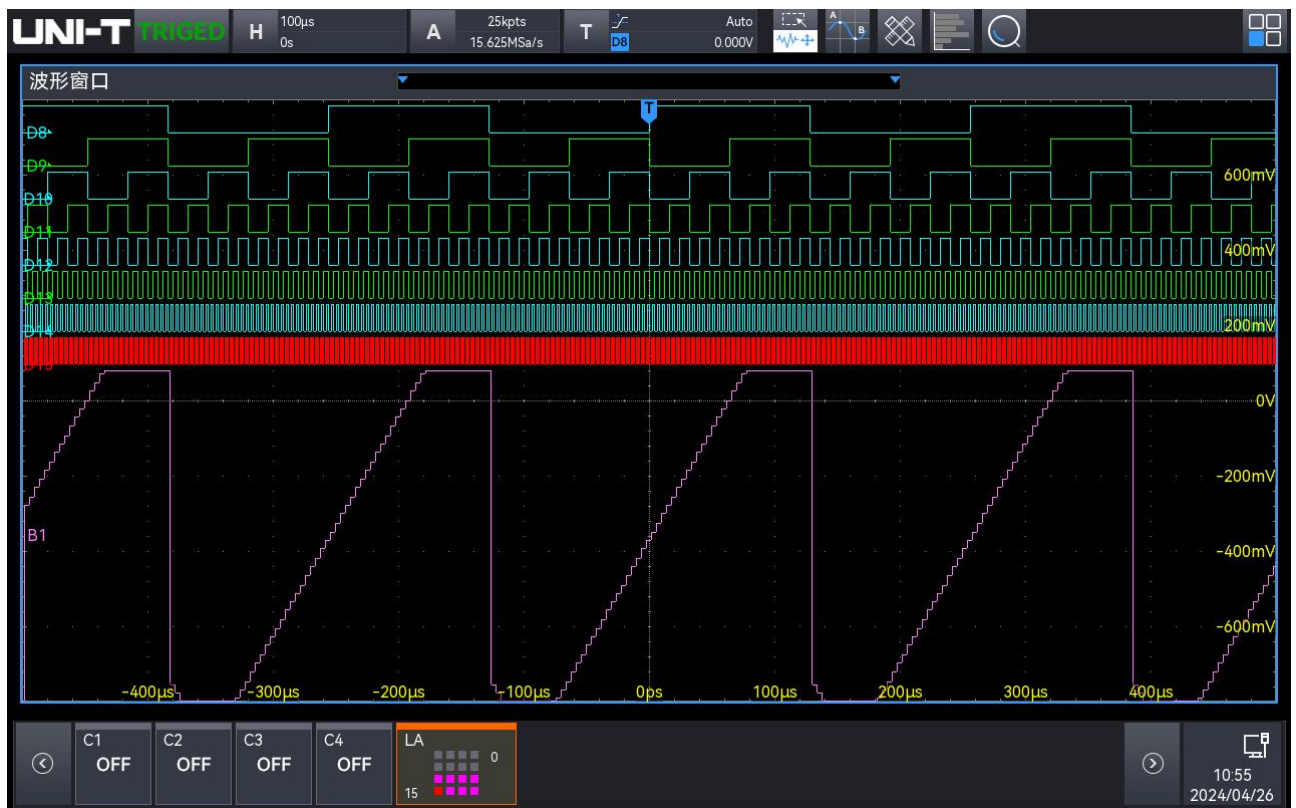 UNI-T TRIGED H 100μs 0s A 25kpts 15.625MSa/s T D8 Auto 0.000V A B
波形窗口
T
D8
D9
600mV
D10
D11
400mV
D12
D13
200mV
D14
D15
0V
-200mV
B1
-400mV
-600mV
-400μs -300μs -200μs -100μs 0ps 100μs 200μs 300μs 400μs
C1 C2 C3 C4 LA
OFF OFF OFF OFF 0
15
10:55
2024/04/26